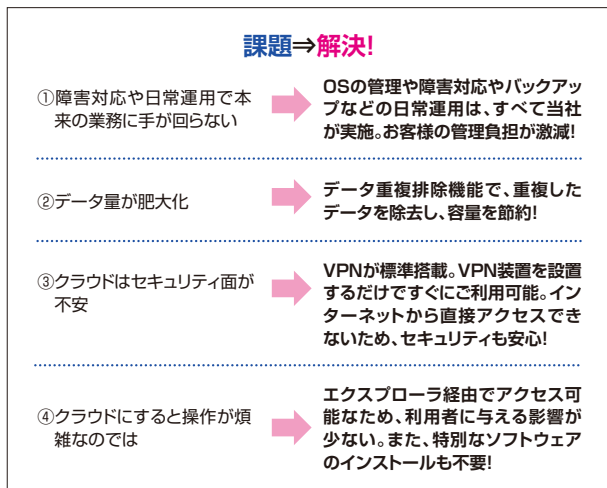 課題⇒解決!
①障害対応や日常運用で本
来の業務に手が回らない
OSの管理や障害対応やバックアッ
プなどの日常運用は、すべて当社
が実施。お客様の管理負担が激減!
②データ量が肥大化
データ重複排除機能で、重複した
データを除去し、容量を節約!
③クラウドはセキュリティ面が
不安
VPNが標準搭載。VPN装置を設置
するだけですぐにご利用可能。イン
ターネットから直接アクセスできな
いため、セキュリティも安心!
④クラウドにすると操作が煩
雑なのでは
エクスプローラ経由でアクセス可
能なため、利用者に与える影響が
少ない。また、特別なソフトウェア
のインストールも不要!